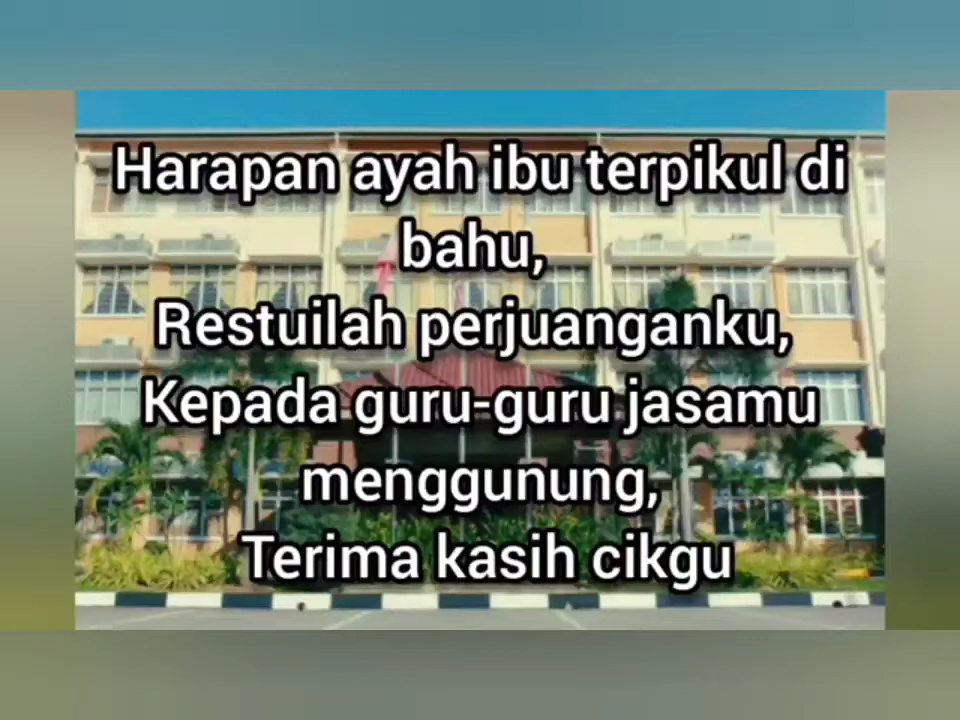 Harapan ayah ibu terpikul di
bahu,
Restuilah perjuanganku,
Kepada guru-guru jasamu
menggunung,
Terima kasih cikgu